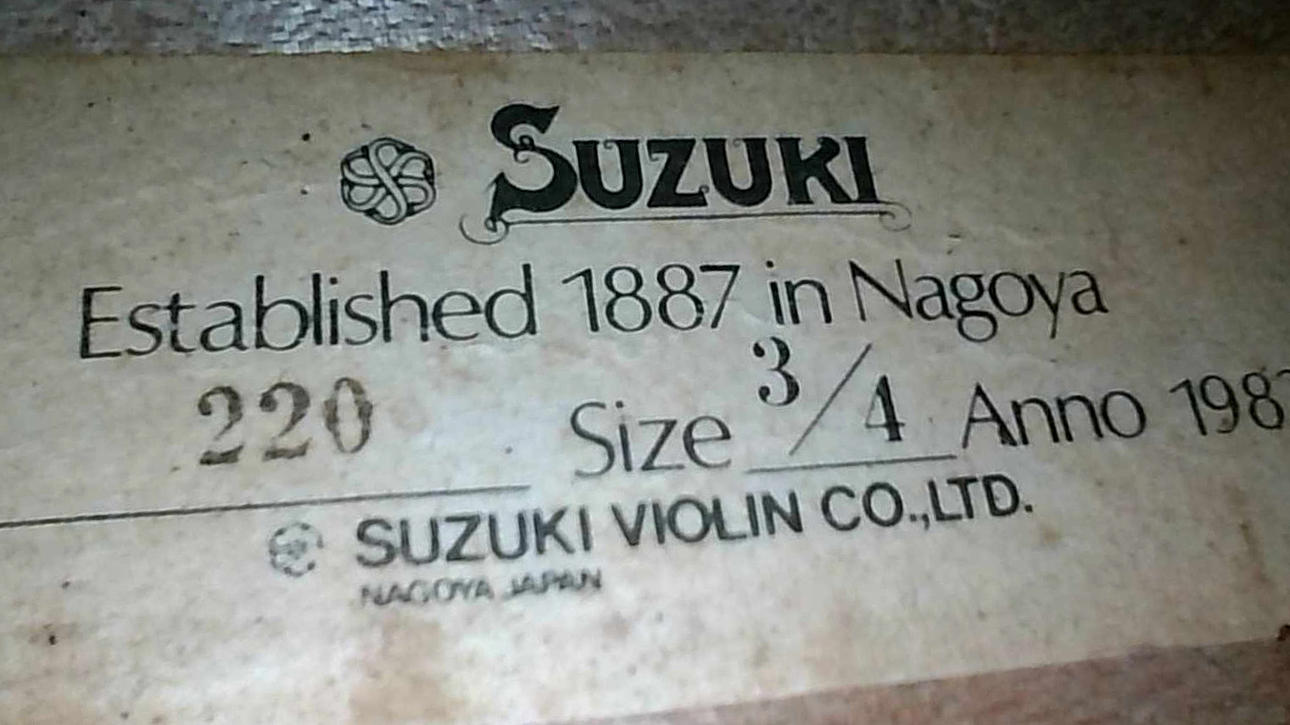 SUZUKI
Established 1887 in Nagoya
220 Size 3/4 Anno 198
SUZUKI VIOLIN CO.,LTD.
NAGOYA JAPAN